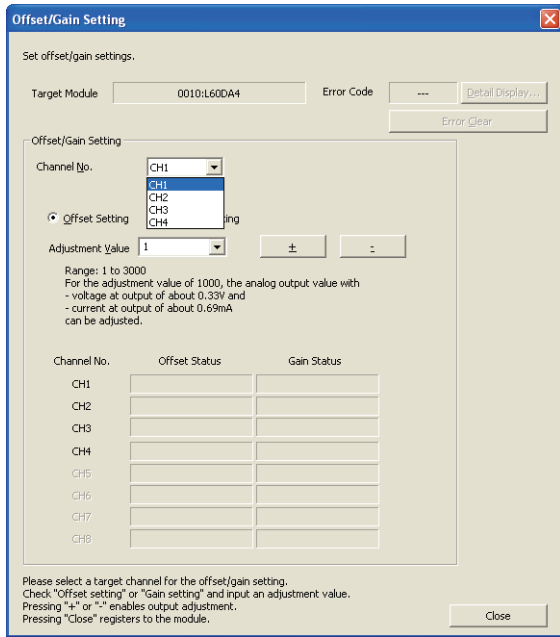 Offset/Gain Setting
Set offset/gain settings.
Target Module 0010:L60DA4 Error Code --- Detail Display...
Error Clear
Offset/Gain Setting
Channel No. CH1
CH1
CH2
CH3
CH4
Offset Setting
Adjustment Value 1 + -
Range: 1 to 3000
For the adjustment value of 1000, the analog output value with
- voltage at output of about 0.33V and
- current at output of about 0.69mA
can be adjusted.
Channel No. Offset Status Gain Status
CH1
CH2
CH3
CH4
CH5
CH6
CH7
CH8
Please select a target channel for the offset/gain setting.
Check "Offset setting" or "Gain setting" and input an adjustment value.
Pressing "+" or "-" enables output adjustment.
Pressing "Close" registers to the module.
Close